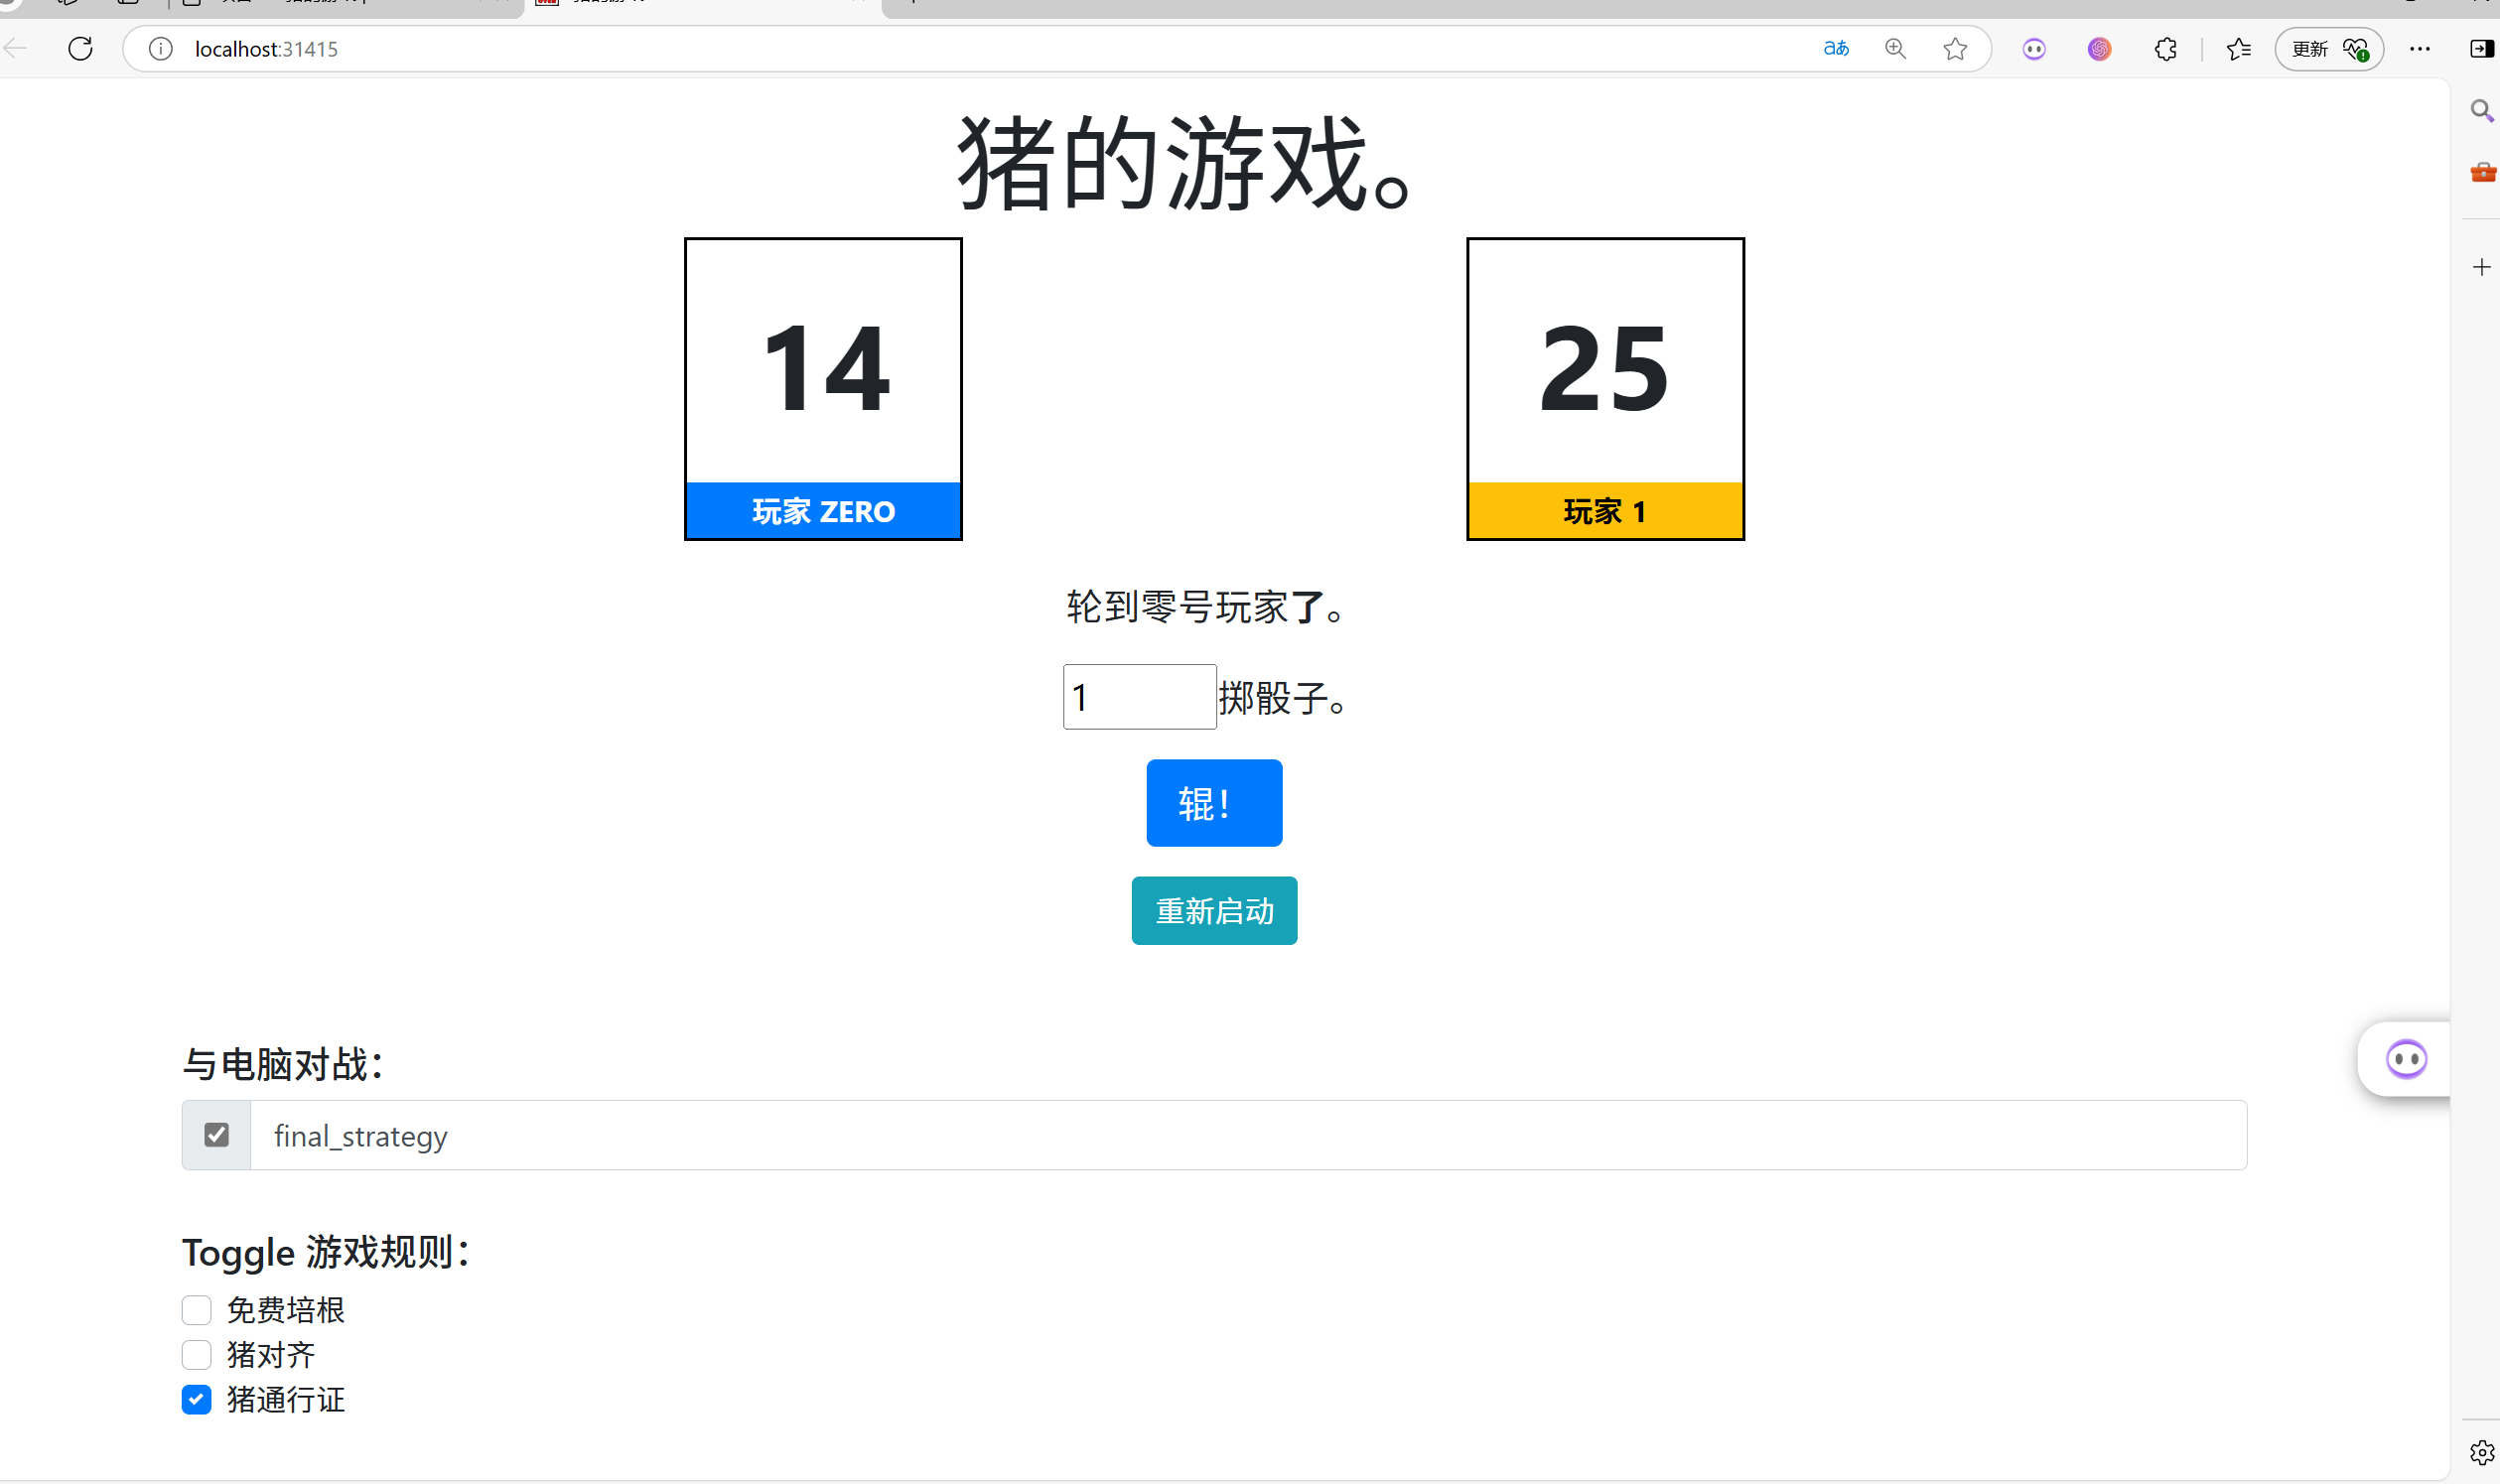 localhost:31415
更新
猪的游戏。
14
25
玩家 ZERO
玩家 1
轮到零号玩家了。
1 掷骰子。
辊！
重新启动
与电脑对战：
final_strategy
Toggle 游戏规则：
免费培根
猪对齐
猪通行证